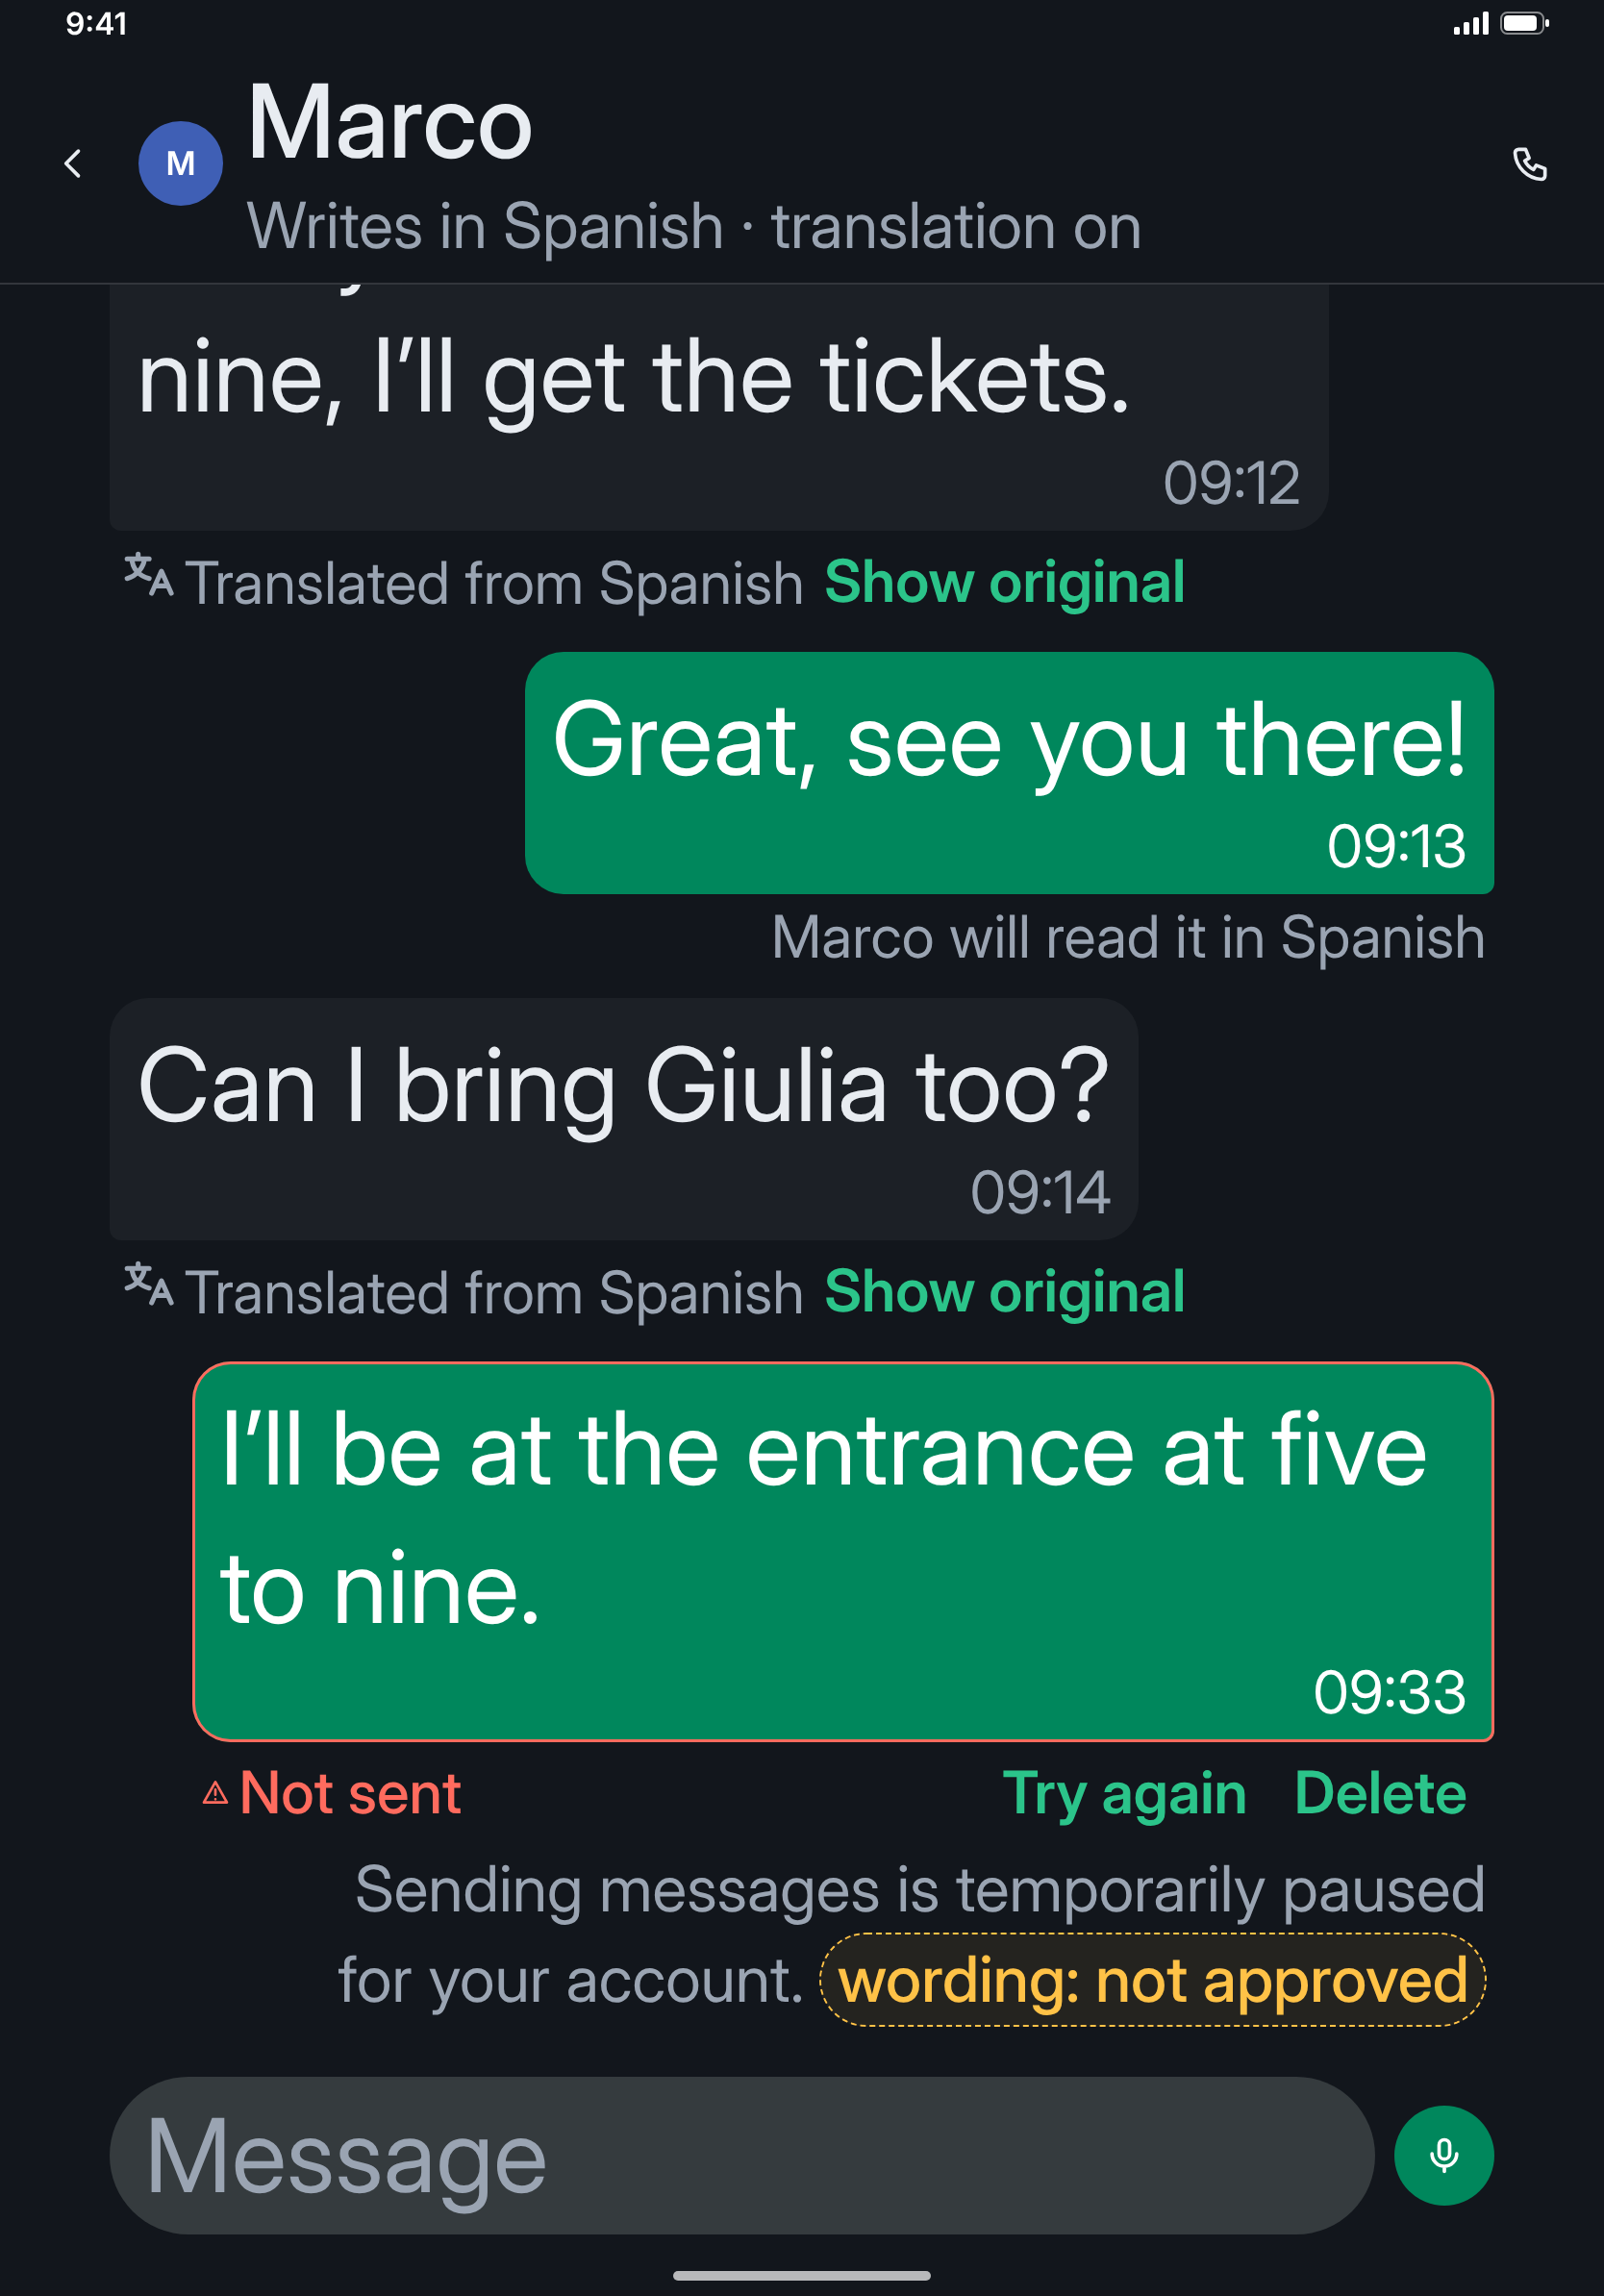 9:41
M
Marco
Writes in Spanish · translation on
nine, I’ll get the tickets.
09:12
Translated from Spanish Show original
Great, see you there!
09:13
Marco will read it in Spanish
Can I bring Giulia too?
09:14
Translated from Spanish Show original
I’ll be at the entrance at five
to nine.
09:33
Not sent Try again Delete
Sending messages is temporarily paused
for your account. wording: not approved
Message